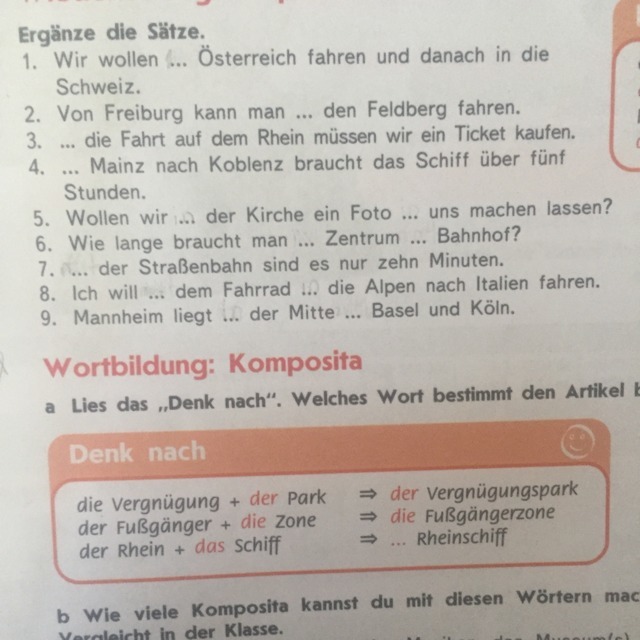 Ergänze die Sätze.
1. Wir wollen ... Österreich fahren und danach in die
Schweiz.
2. Von Freiburg kann man ... den Feldberg fahren.
3. ... die Fahrt auf dem Rhein müssen wir ein Ticket kaufen.
4. ... Mainz nach Koblenz braucht das Schiff über fünf
Stunden.
5. Wollen wir ... der Kirche ein Foto ... uns machen lassen?
6. Wie lange braucht man ... Zentrum ... Bahnhof?
7. ... der Straßenbahn sind es nur zehn Minuten.
8. Ich will ... dem Fahrrad ... die Alpen nach Italien fahren.
9. Mannheim liegt ... der Mitte ... Basel und Köln.
Wortbildung: Komposita
a Lies das „Denk nach“. Welches Wort bestimmt den Artikel
Denk nach
die Vergnügung + der Park ⇒ der Vergnügungspark
der Fußgänger + die Zone ⇒ die Fußgängerzone
der Rhein + das Schiff ⇒ ... Rheinschiff
b Wie viele Komposita kannst du mit diesen Wörtern
Vergleicht in der Klasse.